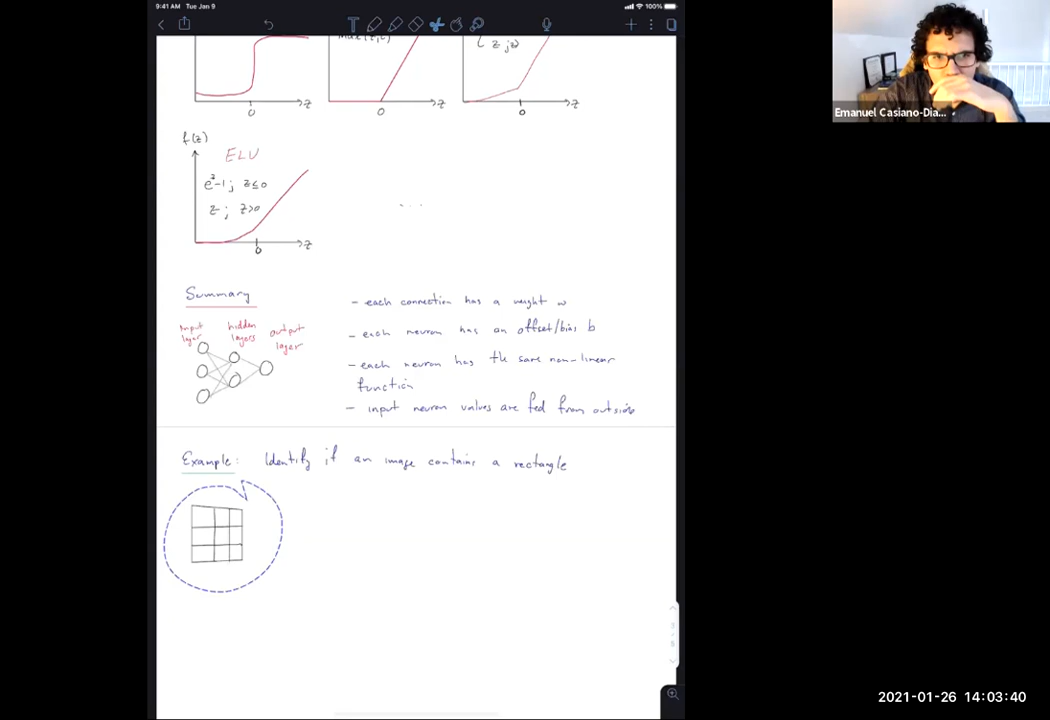 9:41 AM Tue Jan 9
100%
z
0
z
0
z
0
f(z)
ELU
e^z-1; z≤0
z; z>0
z
0
Summary
input
layer
hidden
layers
output
layer
- each connection has a weight w
- each neuron has an offset/bias b
- each neuron has the same non-linear
function
- input neuron values are fed from outside
Example: Identify if an image contains a rectangle
Emanuel Casiano-Dia...
2021-01-26 14:03:40